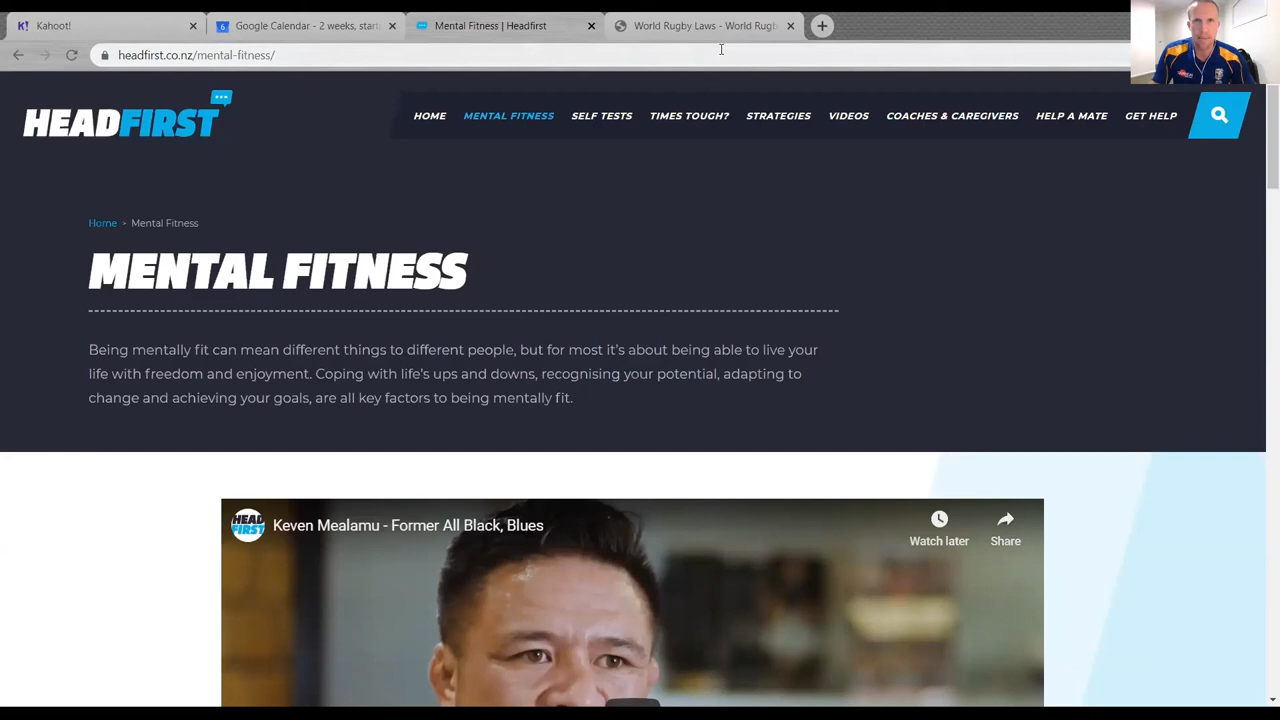 Kahoot!
Google Calendar - 2 weeks, start
Mental Fitness | Headfirst
World Rugby Laws - World Rugb
headfirst.co.nz/mental-fitness/
HEADFIRST
HOME
MENTAL FITNESS
SELF TESTS
TIMES TOUGH?
STRATEGIES
VIDEOS
COACHES & CAREGIVERS
HELP A MATE
GET HELP
Home > Mental Fitness
MENTAL FITNESS
Being mentally fit can mean different things to different people, but for most it's about being able to live your
life with freedom and enjoyment. Coping with life's ups and downs, recognising your potential, adapting to
change and achieving your goals, are all key factors to being mentally fit.
HEAD FIRST
Keven Mealamu - Former All Black, Blues
Watch later
Share